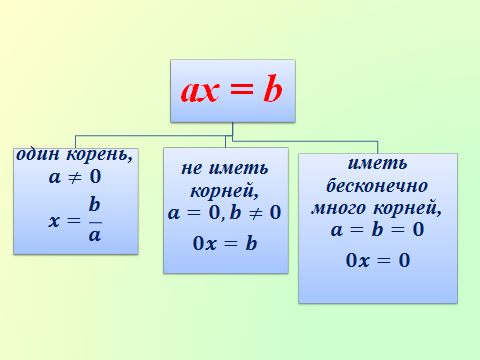 ax = b
один корень,
a ≠ 0
x = b/a
не иметь
корней,
a = 0, b ≠ 0
0x = b
иметь
бесконечно
много корней,
a = b = 0
0x = 0